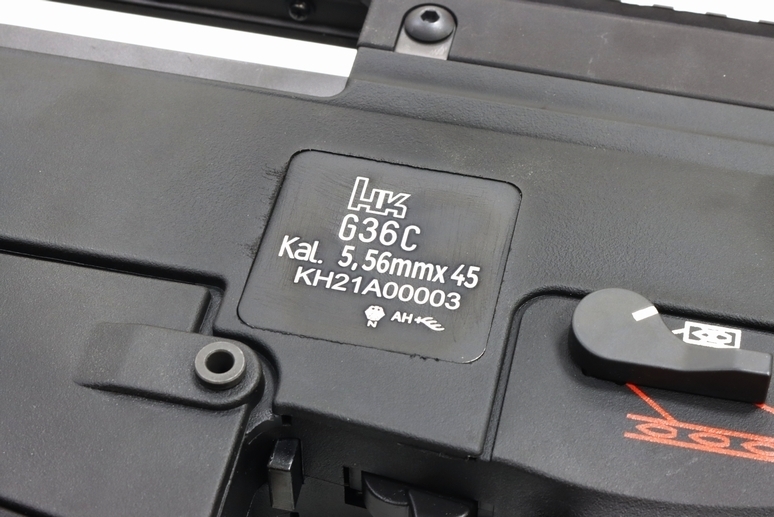 HK
G36C
Kal. 5,56mmx45
KH21A00003
N AH